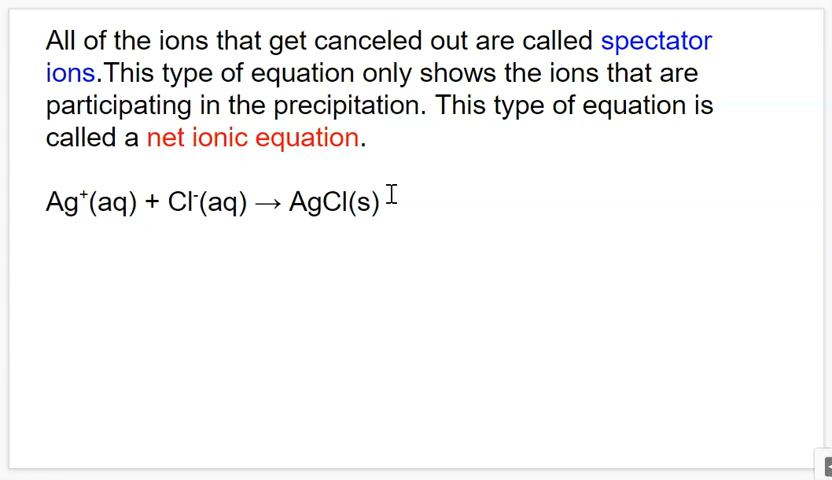 All of the ions that get canceled out are called spectator
ions.This type of equation only shows the ions that are
participating in the precipitation. This type of equation is
called a net ionic equation.
Ag⁺(aq) + Cl⁻(aq) → AgCl(s)